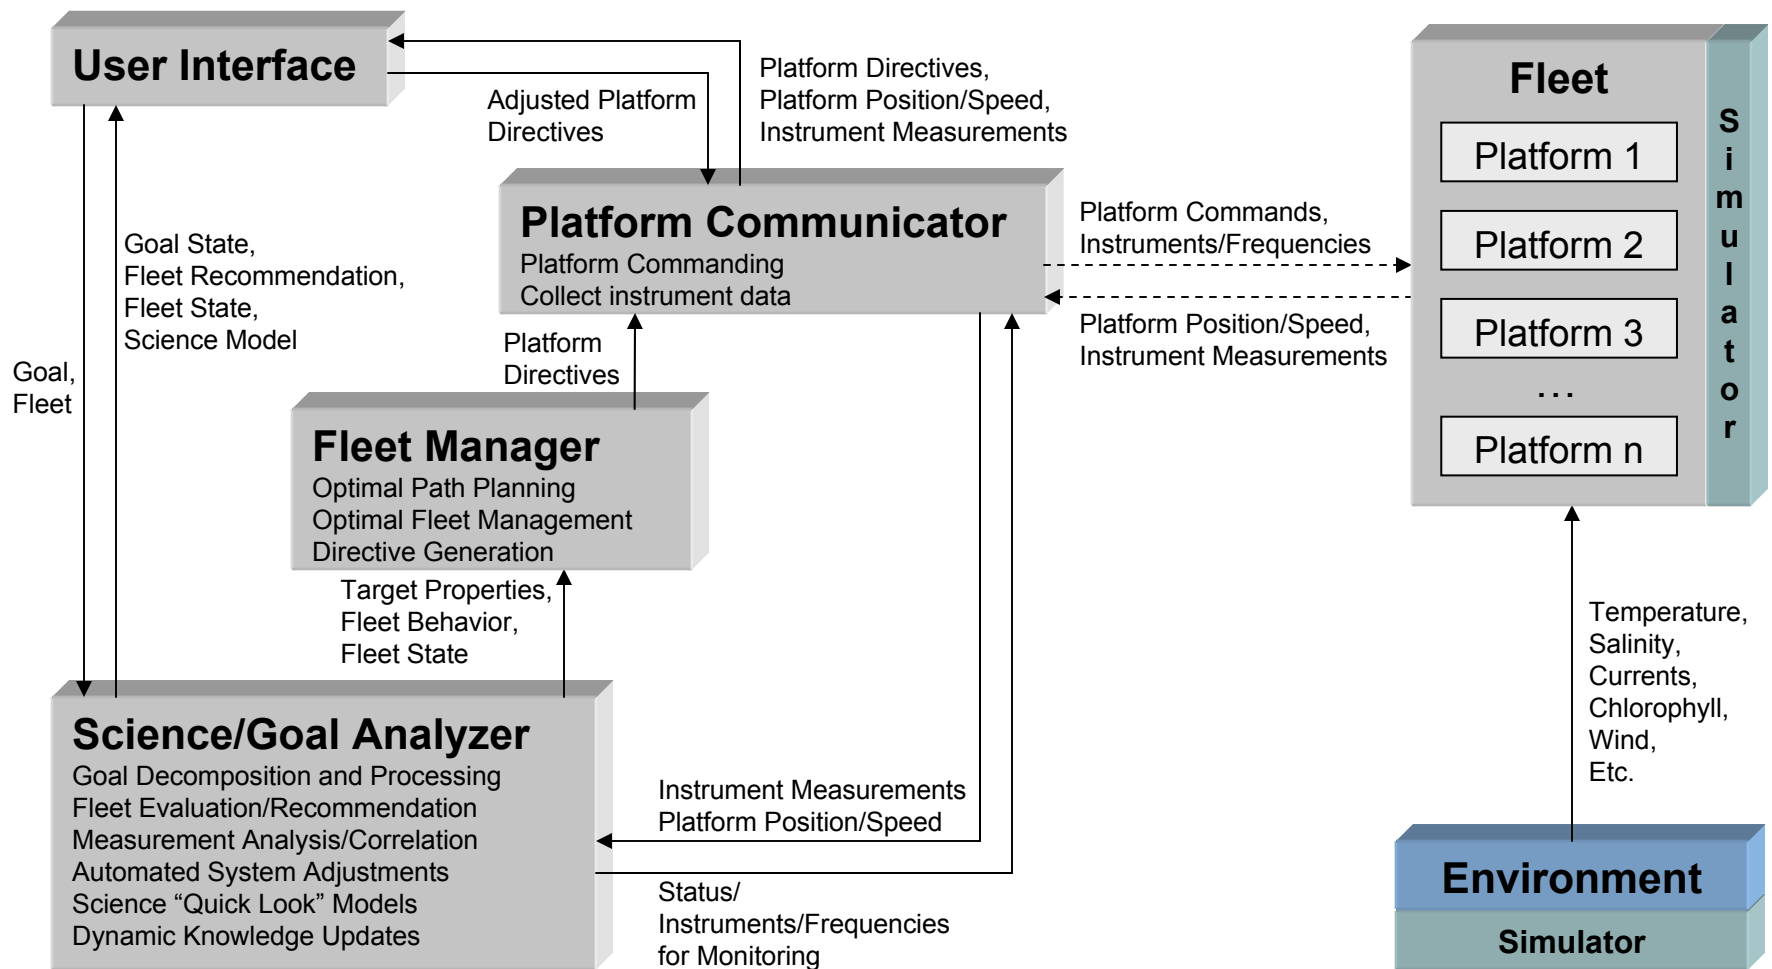 User Interface
Adjusted Platform
Directives
Platform Directives,
Platform Position/Speed,
Instrument Measurements
Goal State,
Fleet Recommendation,
Fleet State,
Science Model
Goal,
Fleet
Platform Communicator
Platform Commanding
Collect instrument data
Platform Commands,
Instruments/Frequencies
Platform Position/Speed,
Instrument Measurements
Platform
Directives
Fleet Manager
Optimal Path Planning
Optimal Fleet Management
Directive Generation
Target Properties,
Fleet Behavior,
Fleet State
Science/Goal Analyzer
Goal Decomposition and Processing
Fleet Evaluation/Recommendation
Measurement Analysis/Correlation
Automated System Adjustments
Science “Quick Look” Models
Dynamic Knowledge Updates
Instrument Measurements
Platform Position/Speed
Status/
Instruments/Frequencies
for Monitoring
Fleet
Platform 1
Platform 2
Platform 3
...
Platform n
Simulator
Temperature,
Salinity,
Currents,
Chlorophyll,
Wind,
Etc.
Environment
Simulator